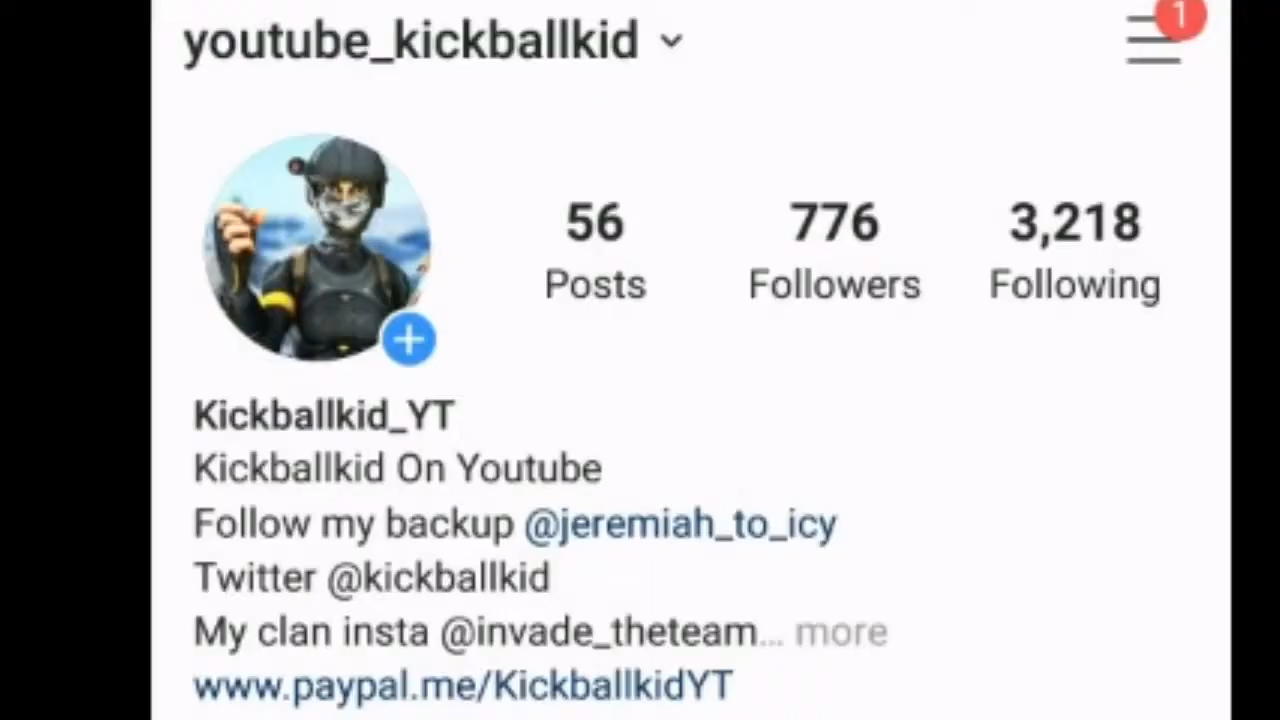 youtube_kickballkid
1
56 776 3,218
Posts Followers Following
Kickballkid_YT
Kickballkid On Youtube
Follow my backup @jeremiah_to_icy
Twitter @kickballkid
My clan insta @invade_theteam... more
www.paypal.me/KickballkidYT